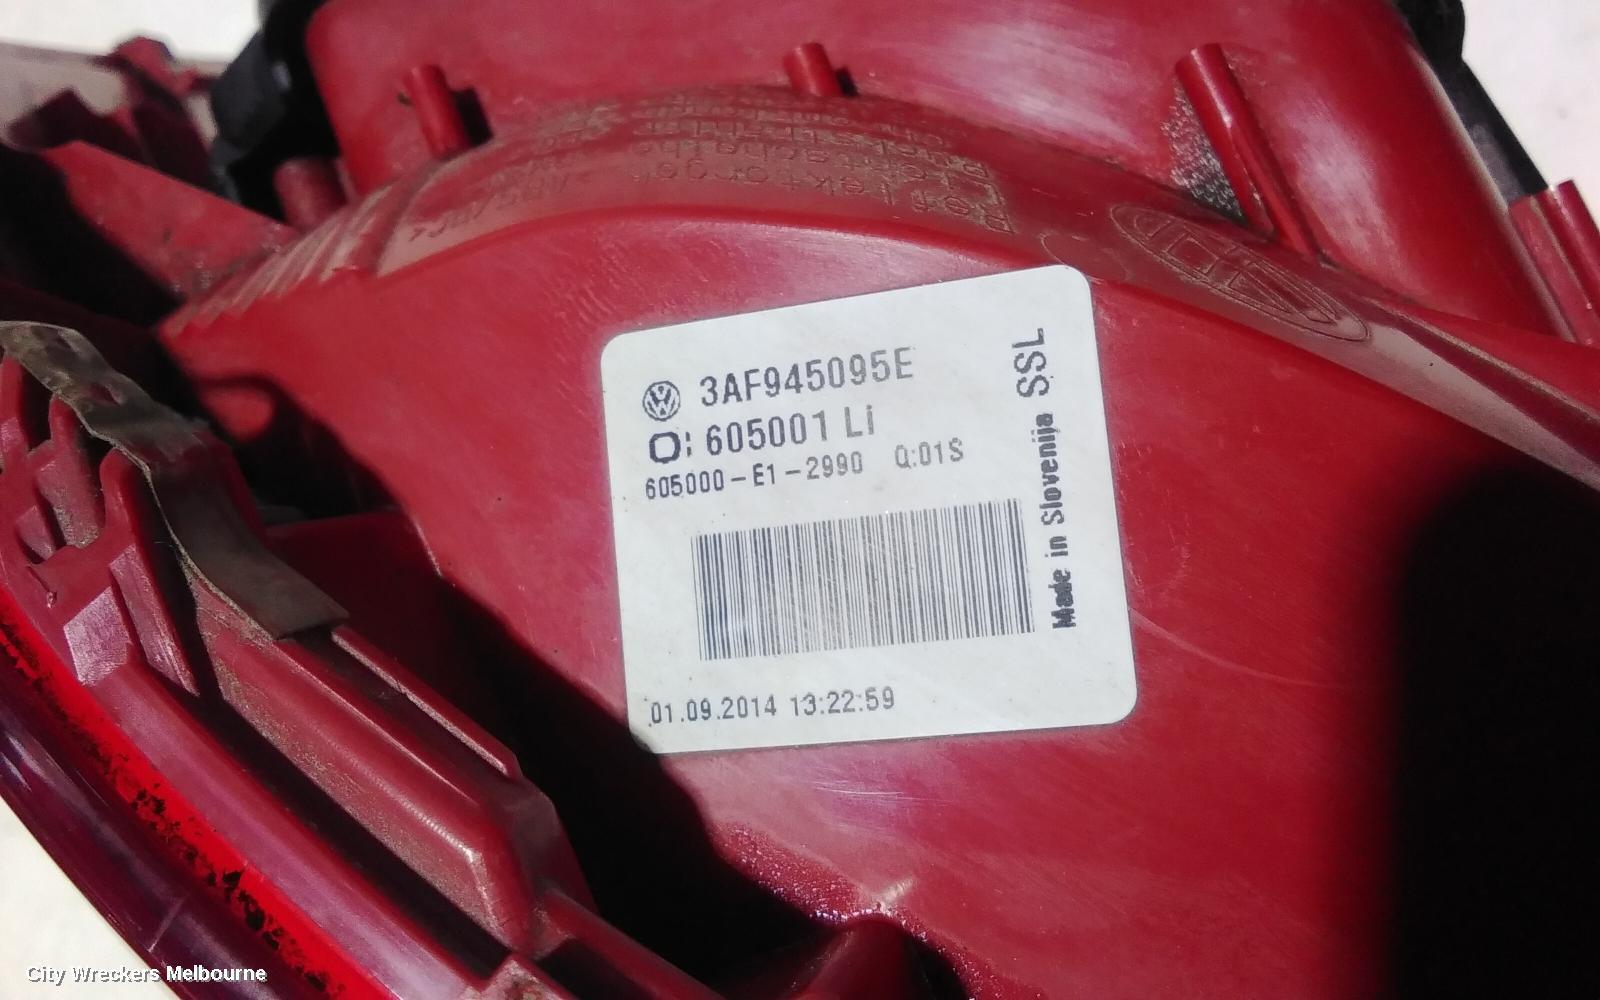 3AF945095E
605001 Li
605000-E1-2990 Q:01S
Made in Slovenija SSL
01.09.2014 13:22:59
City Wreckers Melbourne